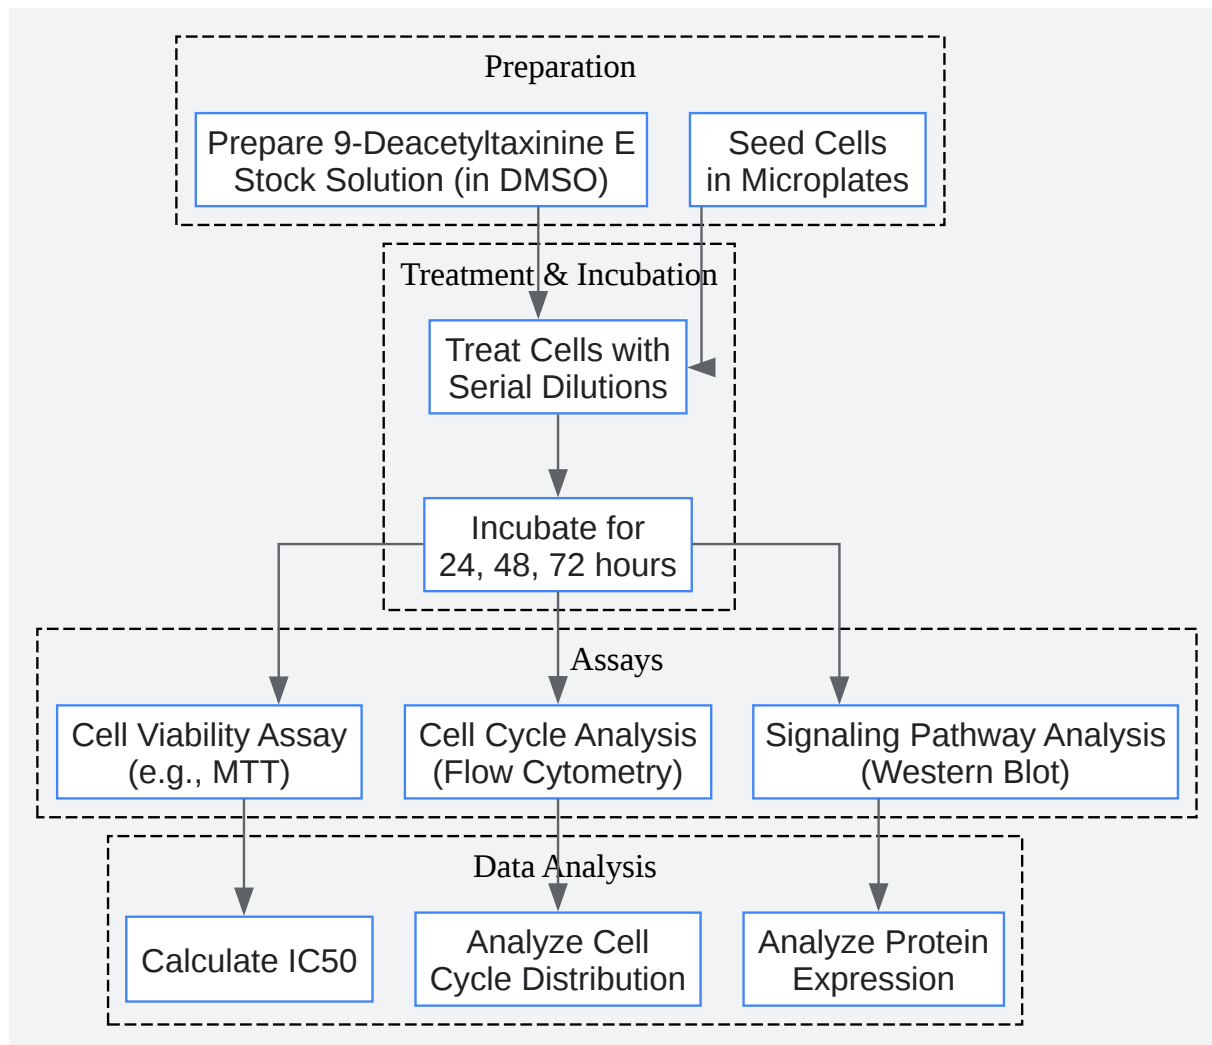 Preparation
Prepare 9-Deacetyltaxinine E
Stock Solution (in DMSO)
Seed Cells
in Microplates
Treatment & Incubation
Treat Cells with
Serial Dilutions
Incubate for
24, 48, 72 hours
Assays
Cell Viability Assay
(e.g., MTT)
Cell Cycle Analysis
(Flow Cytometry)
Signaling Pathway Analysis
(Western Blot)
Data Analysis
Calculate IC50
Analyze Cell
Cycle Distribution
Analyze Protein
Expression